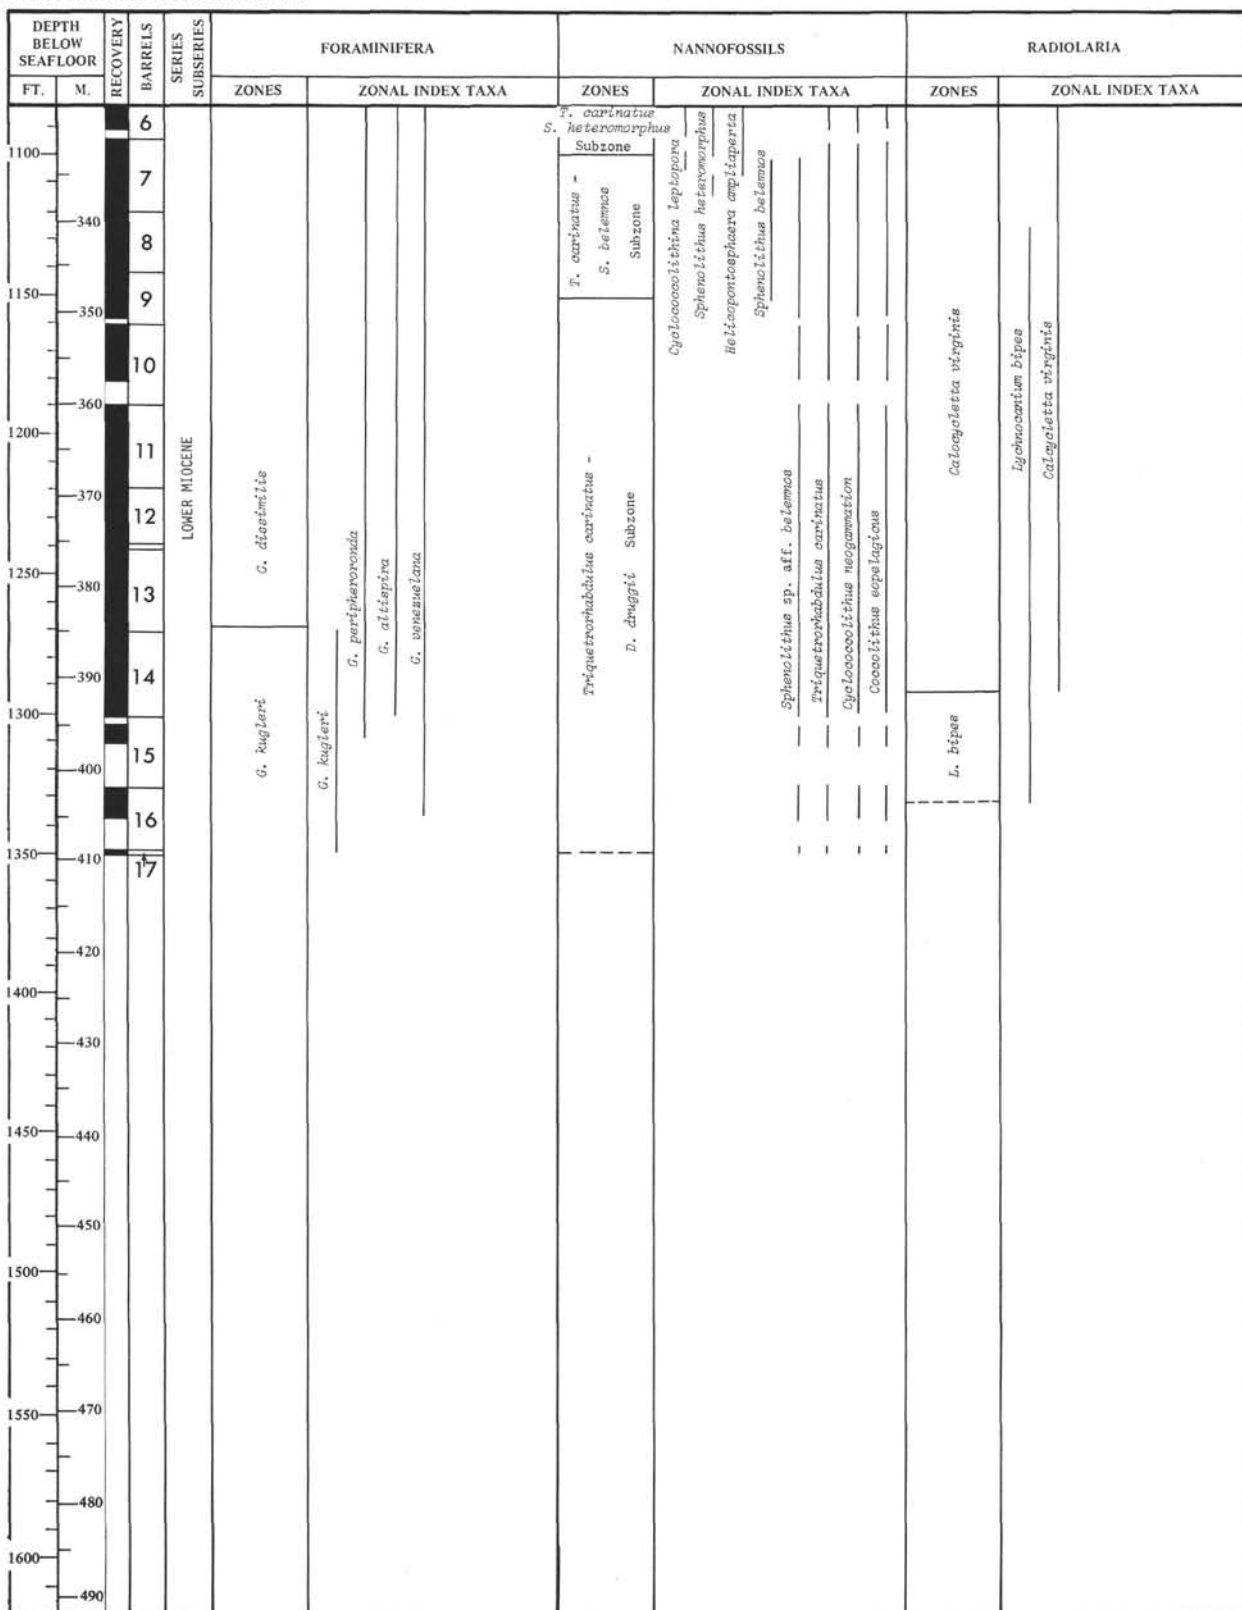 DEPTH BELOW SEAFLOOR
FT.
M.
RECOVERY
BARRELS
SERIES
SUBSERIES
FORAMINIFERA
ZONES
ZONAL INDEX TAXA
NANNOFOSSILS
ZONES
ZONAL INDEX TAXA
RADIOLARIA
ZONES
ZONAL INDEX TAXA
1100
1150
1200
1250
1300
1350
1400
1450
1500
1550
1600
340
350
360
370
380
390
400
410
420
430
440
450
460
470
480
490
6
7
8
9
10
11
12
13
14
15
16
17
LOWER MIOCENE
G. dissimilis
G. kugleri
G. kugleri
G. peripheroronda
G. altispira
G. venezuelana
T. carinatus
S. heteromorphus
Subzone
T. carinatus -
S. belemnos
Subzone
Triquetrorhabdulus carinatus -
D. druggii Subzone
Cyclococcolithina leptopora
Sphenolithus heteromorphus
Helicopontosphaera ampliaperta
Sphenolithus belemnos
Sphenolithus sp. aff. belemnos
Triquetrorhabdulus carinatus
Cyclococcolithus neogammation
Coccolithus eopelagicus
Calocycletta virginis
L. bipes
Lychnocanium bipes
Calcycletta virginis